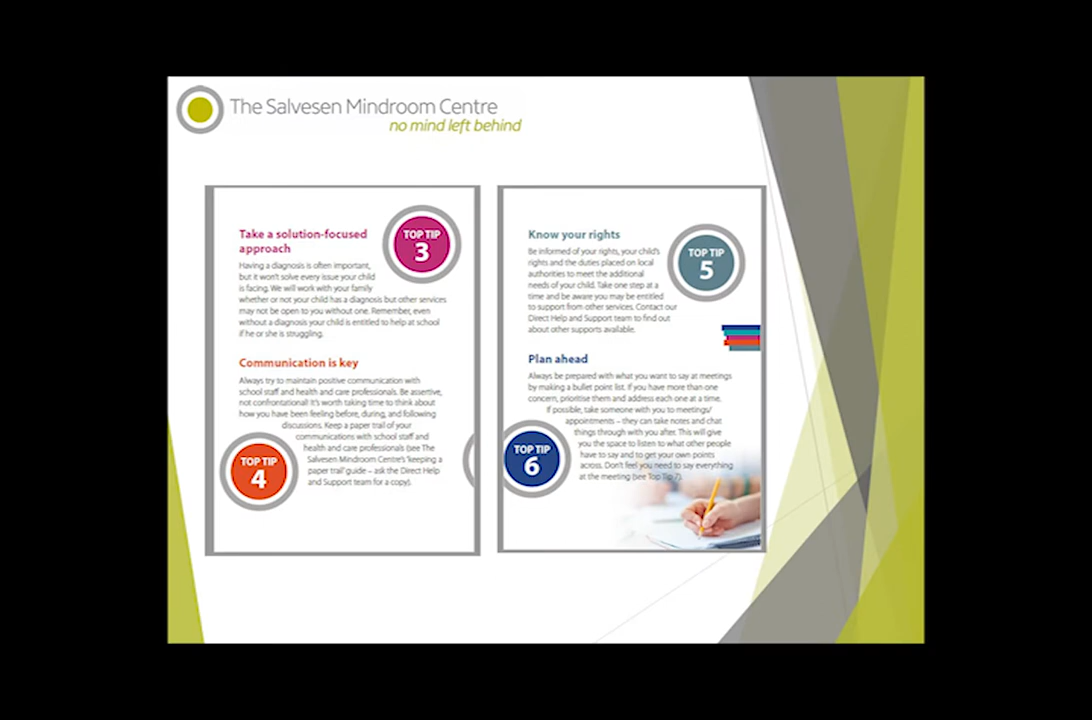 The Salvesen Mindroom Centre
no mind left behind
Take a solution-focused
approach
TOP TIP
3
Having a diagnosis is often important,
but it won't solve every issue your child
is facing. We will work with your family
whether or not your child has a diagnosis but other services
may not be open to you without one. Remember, even
without a diagnosis your child is entitled to help at school
if he or she is struggling.
Communication is key
Always try to maintain positive communication with
school staff and health and care professionals. Be assertive,
not confrontational! It's worth taking time to think about
how you have been feeling before, during, and following
discussions. Keep a paper trail of your
communications with school staff and
health and care professionals (see The
Salvesen Mindroom Centre's 'keeping a
paper trail' guide – ask the Direct Help
and Support team for a copy).
TOP TIP
4
Know your rights
TOP TIP
5
Be informed of your rights, your child's
rights and the duties placed on local
authorities to meet the additional
needs of your child. Take one step at a
time and be aware you may be entitled
to support from other services. Contact our
Direct Help and Support team to find out
about other supports available.
Plan ahead
Always be prepared with what you want to say at meetings
by making a bullet point list. If you have more than one
concern, prioritise them and address each one at a time.
If possible, take someone with you to meetings/
appointments – they can take notes and chat
things through with you after. This will give
you the space to listen to what other people
have to say and to get your own points
across. Don't feel you need to say everything
at the meeting (see Top Tip 7).
TOP TIP
6